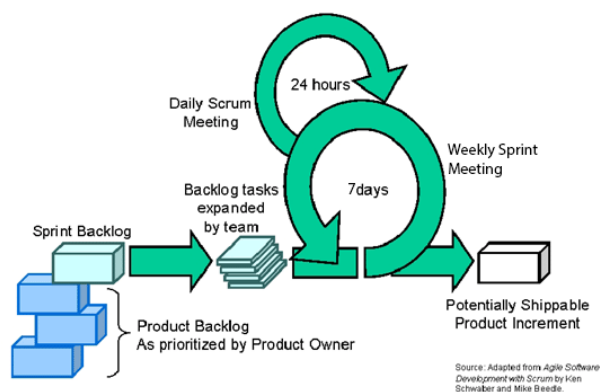 24 hours
Daily Scrum
Meeting
Weekly Sprint
Meeting
Backlog tasks
expanded
by team
7days
Sprint Backlog
Potentially Shippable
Product Increment
Product Backlog
As prioritized by Product Owner
Source: Adapted from Agile Software
Development with Scrum by Ken
Schwaber and Mike Beedle.